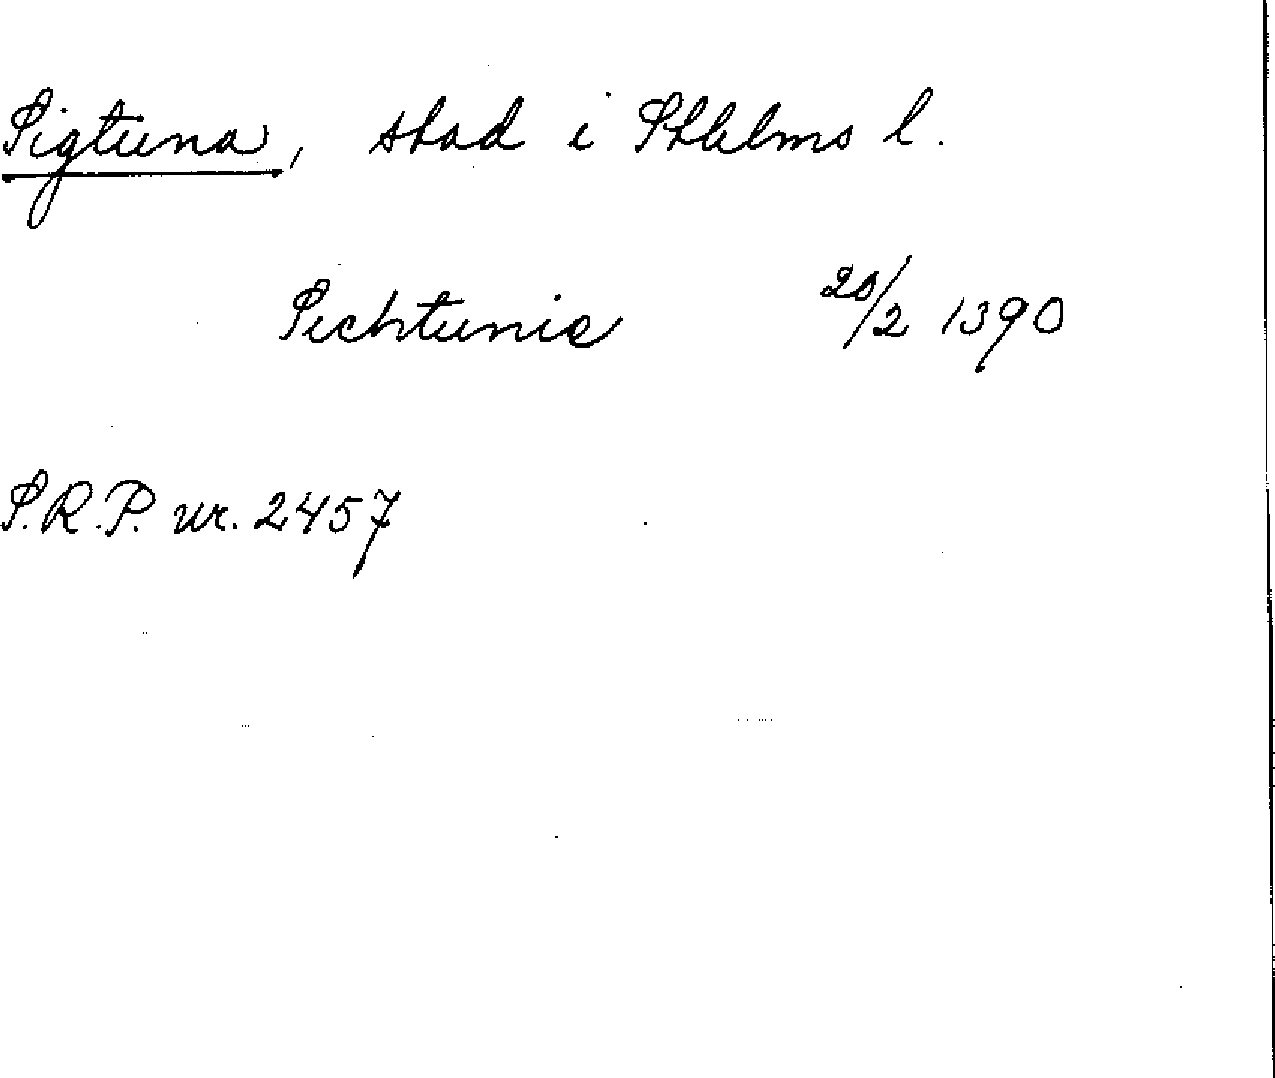 Sigtuna, stad i Sthlms l.
Sichtunie 20/2 1390
S.R.P. nr. 2457